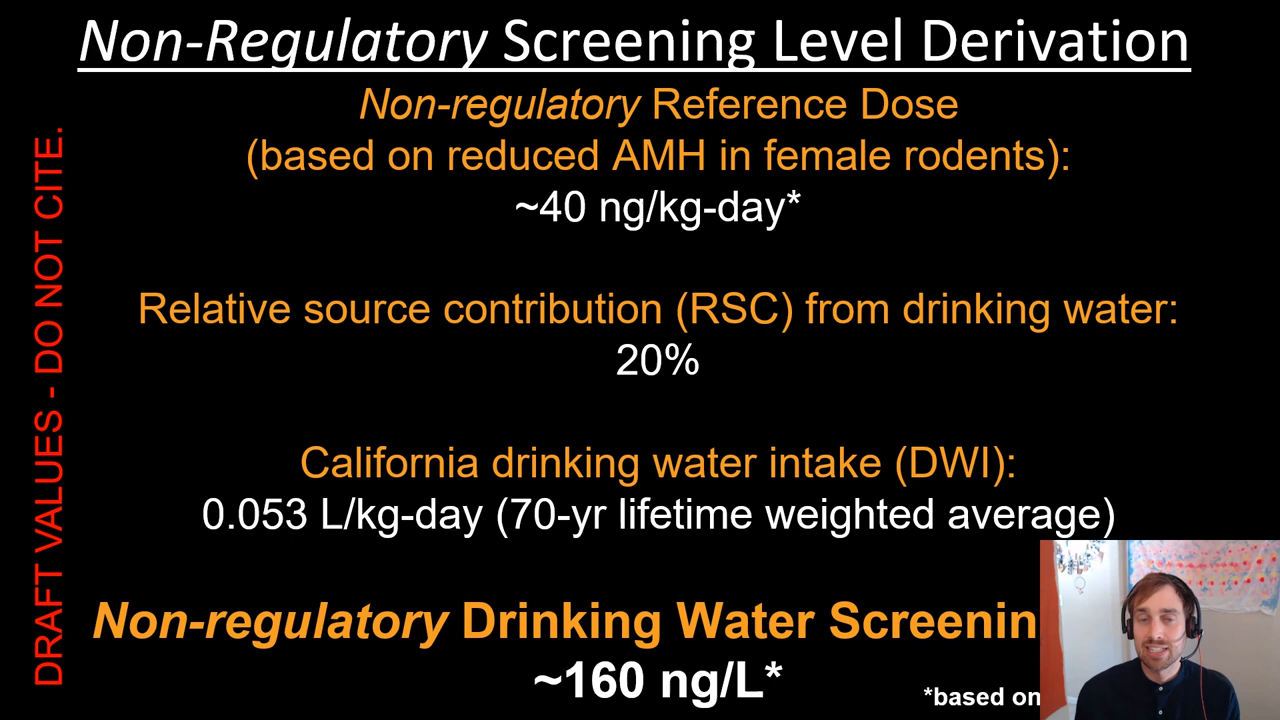 Non-Regulatory Screening Level Derivation
Non-regulatory Reference Dose
(based on reduced AMH in female rodents):
~40 ng/kg-day*
Relative source contribution (RSC) from drinking water:
20%
California drinking water intake (DWI):
0.053 L/kg-day (70-yr lifetime weighted average)
Non-regulatory Drinking Water Screenin
~160 ng/L*
*based on
DRAFT VALUES - DO NOT CITE.